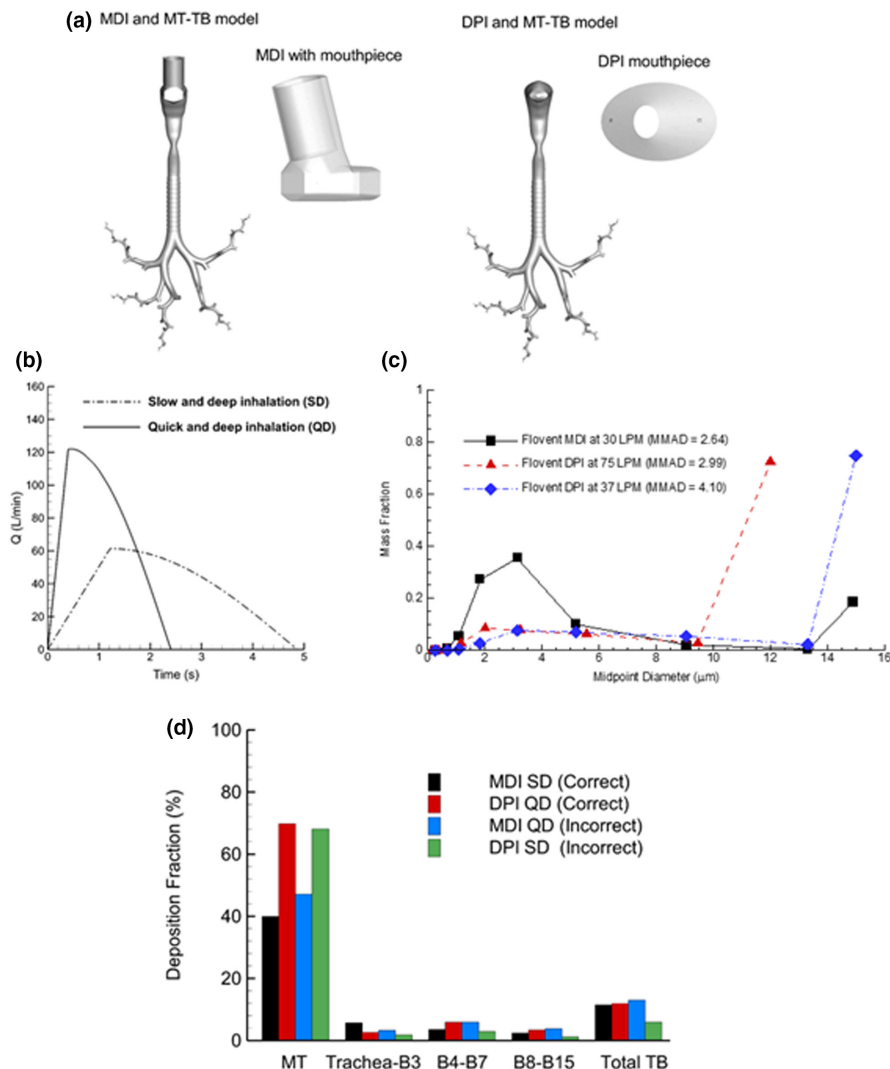 (a) MDI and MT-TB model
MDI with mouthpiece
DPI and MT-TB model
DPI mouthpiece
(b)
160
140
120
100
80
60
40
20
0
Q (L/min)
0 1 2 3 4 5
Time (s)
Slow and deep inhalation (SD)
Quick and deep inhalation (QD)
(c)
1
0.8
0.6
0.4
0.2
0
Mass Fraction
0 2 4 6 8 10 12 14 16
Midpoint Diameter (μm)
Flovent MDI at 30 LPM (MMAD = 2.64)
Flovent DPI at 75 LPM (MMAD = 2.99)
Flovent DPI at 37 LPM (MMAD = 4.10)
(d)
100
80
60
40
20
0
Deposition Fraction (%)
MDI SD (Correct)
DPI QD (Correct)
MDI QD (Incorrect)
DPI SD (Incorrect)
MT Trachea-B3 B4-B7 B8-B15 Total TB